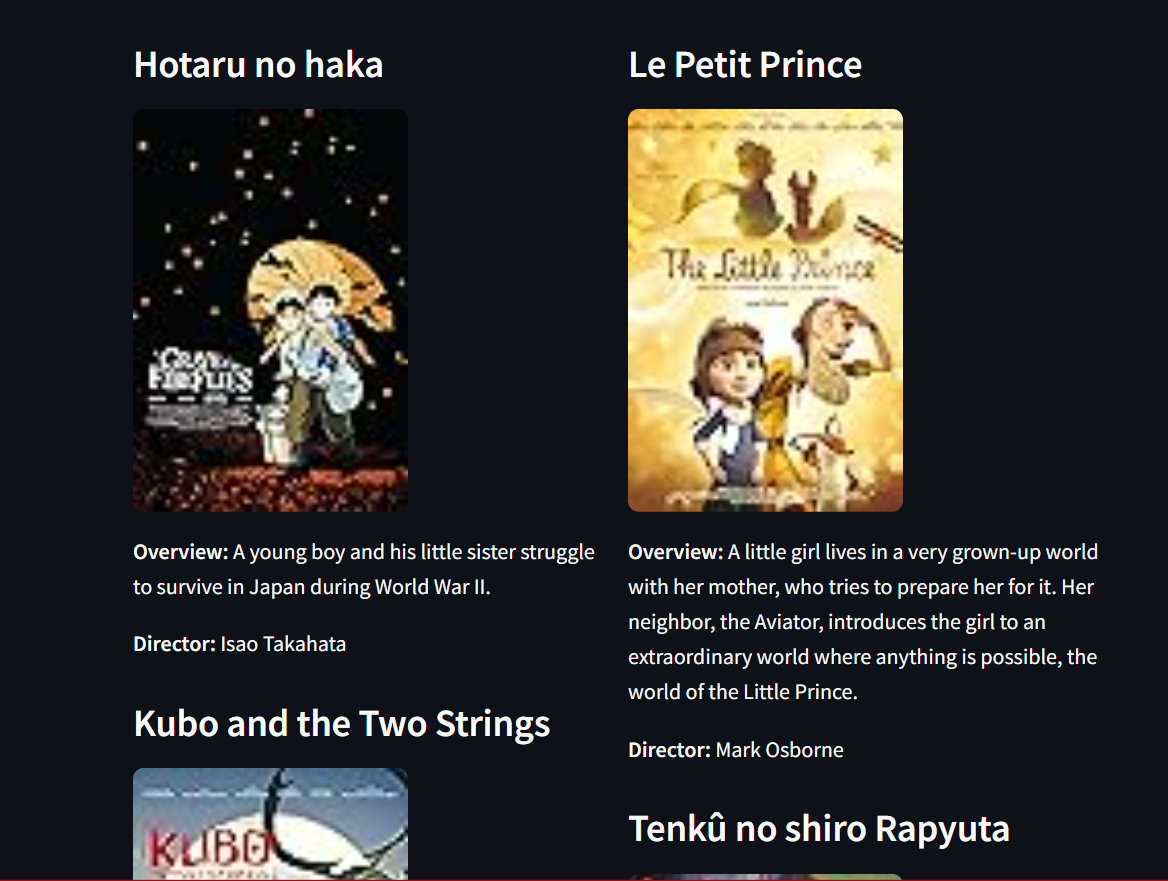 Hotaru no haka
GRAVE OF THE
FIREFLIES
Overview: A young boy and his little sister struggle
to survive in Japan during World War II.
Director: Isao Takahata
Kubo and the Two Strings
KUBO
Le Petit Prince
The Little Prince
Overview: A little girl lives in a very grown-up world
with her mother, who tries to prepare her for it. Her
neighbor, the Aviator, introduces the girl to an
extraordinary world where anything is possible, the
world of the Little Prince.
Director: Mark Osborne
Tenkû no shiro Rapyuta